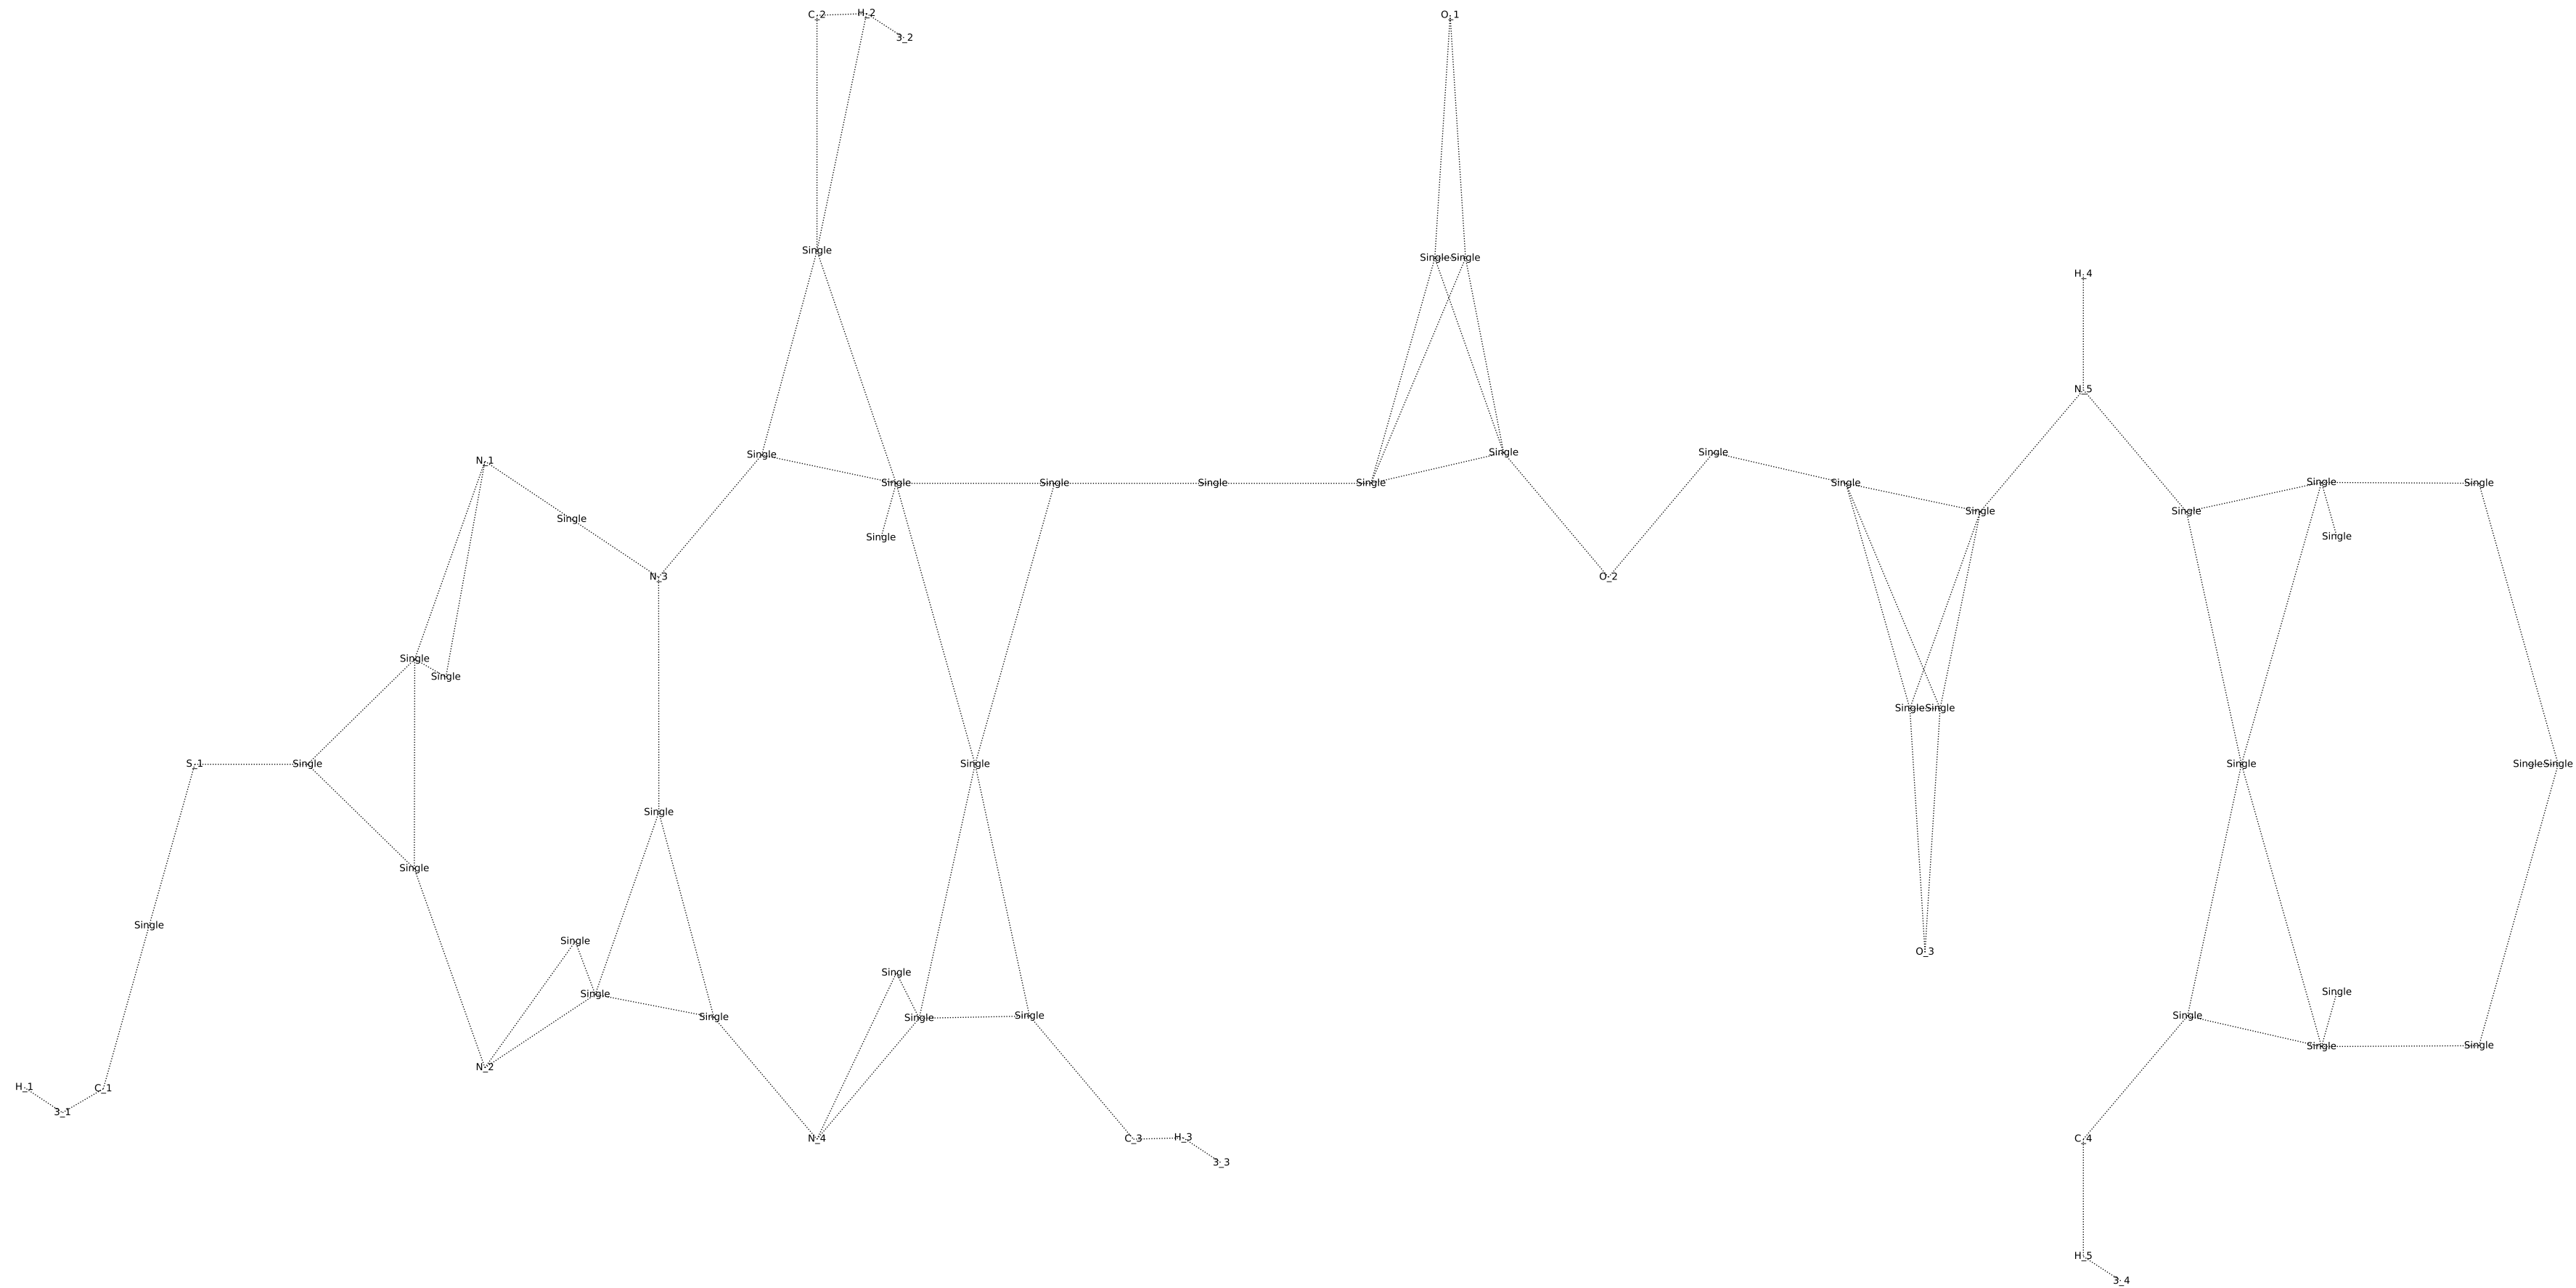 C_2 H_2 O_1
3_2
Single
Single Single
H_4
N_5
Single Single
N_1
Single Single Single Single Single Single Single Single
Single Single
Single
Single Single
N_3 O_2
Single
Single
Single Single
S_1 Single Single Single Single Single
Single
Single
Single
Single O_3
Single
Single Single
Single Single Single Single
Single Single
N_2
H_1 C_1
3_1
N_4 C_3 H_3 C_4
3_3
H_5
3_4